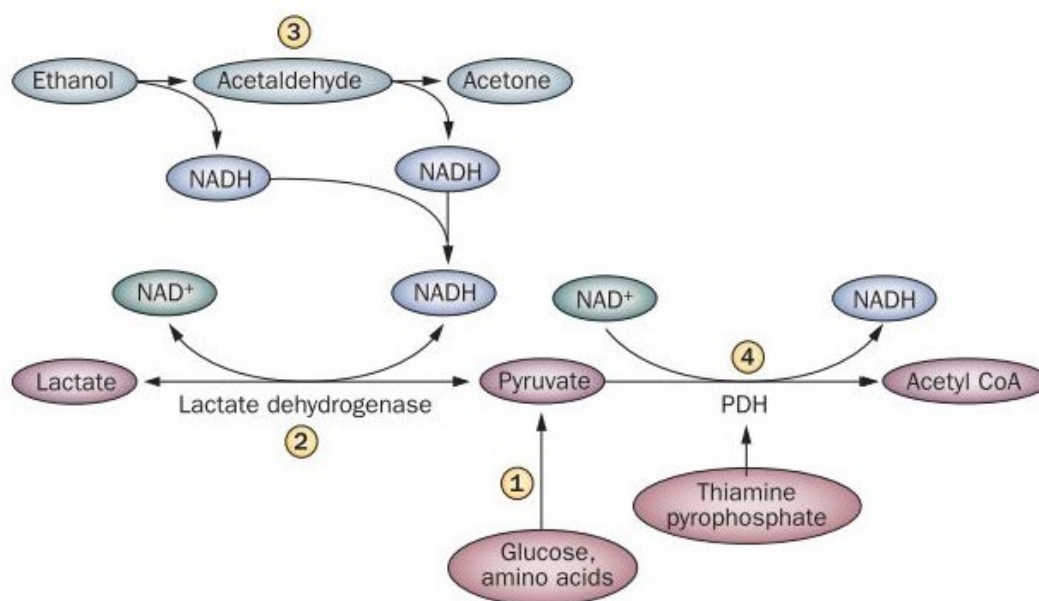 3
Ethanol
Acetaldehyde
Acetone
NADH
NADH
NAD+
NADH
NAD+
NADH
4
Lactate
Pyruvate
Acetyl CoA
Lactate dehydrogenase
PDH
2
1
Thiamine
pyrophosphate
Glucose,
amino acids